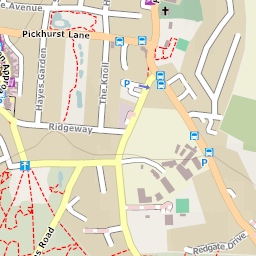 e.Avenue
Pickhurst Lane
Hayes.Garden
The.Knoll
P
Ridgeway
P
s Road
Redgate Drive